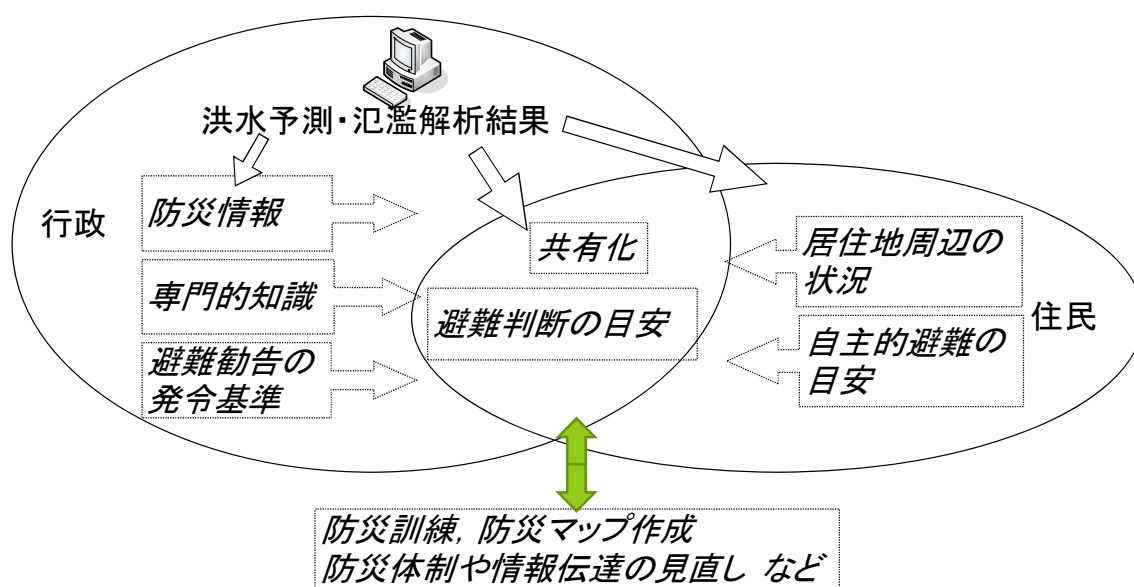 洪水予測・氾濫解析結果
行政
防災情報
専門的知識
避難勧告の
発令基準
共有化
避難判断の目安
居住地周辺の
状況
自主的避難の
目安
住民
防災訓練, 防災マップ作成
防災体制や情報伝達の見直し など